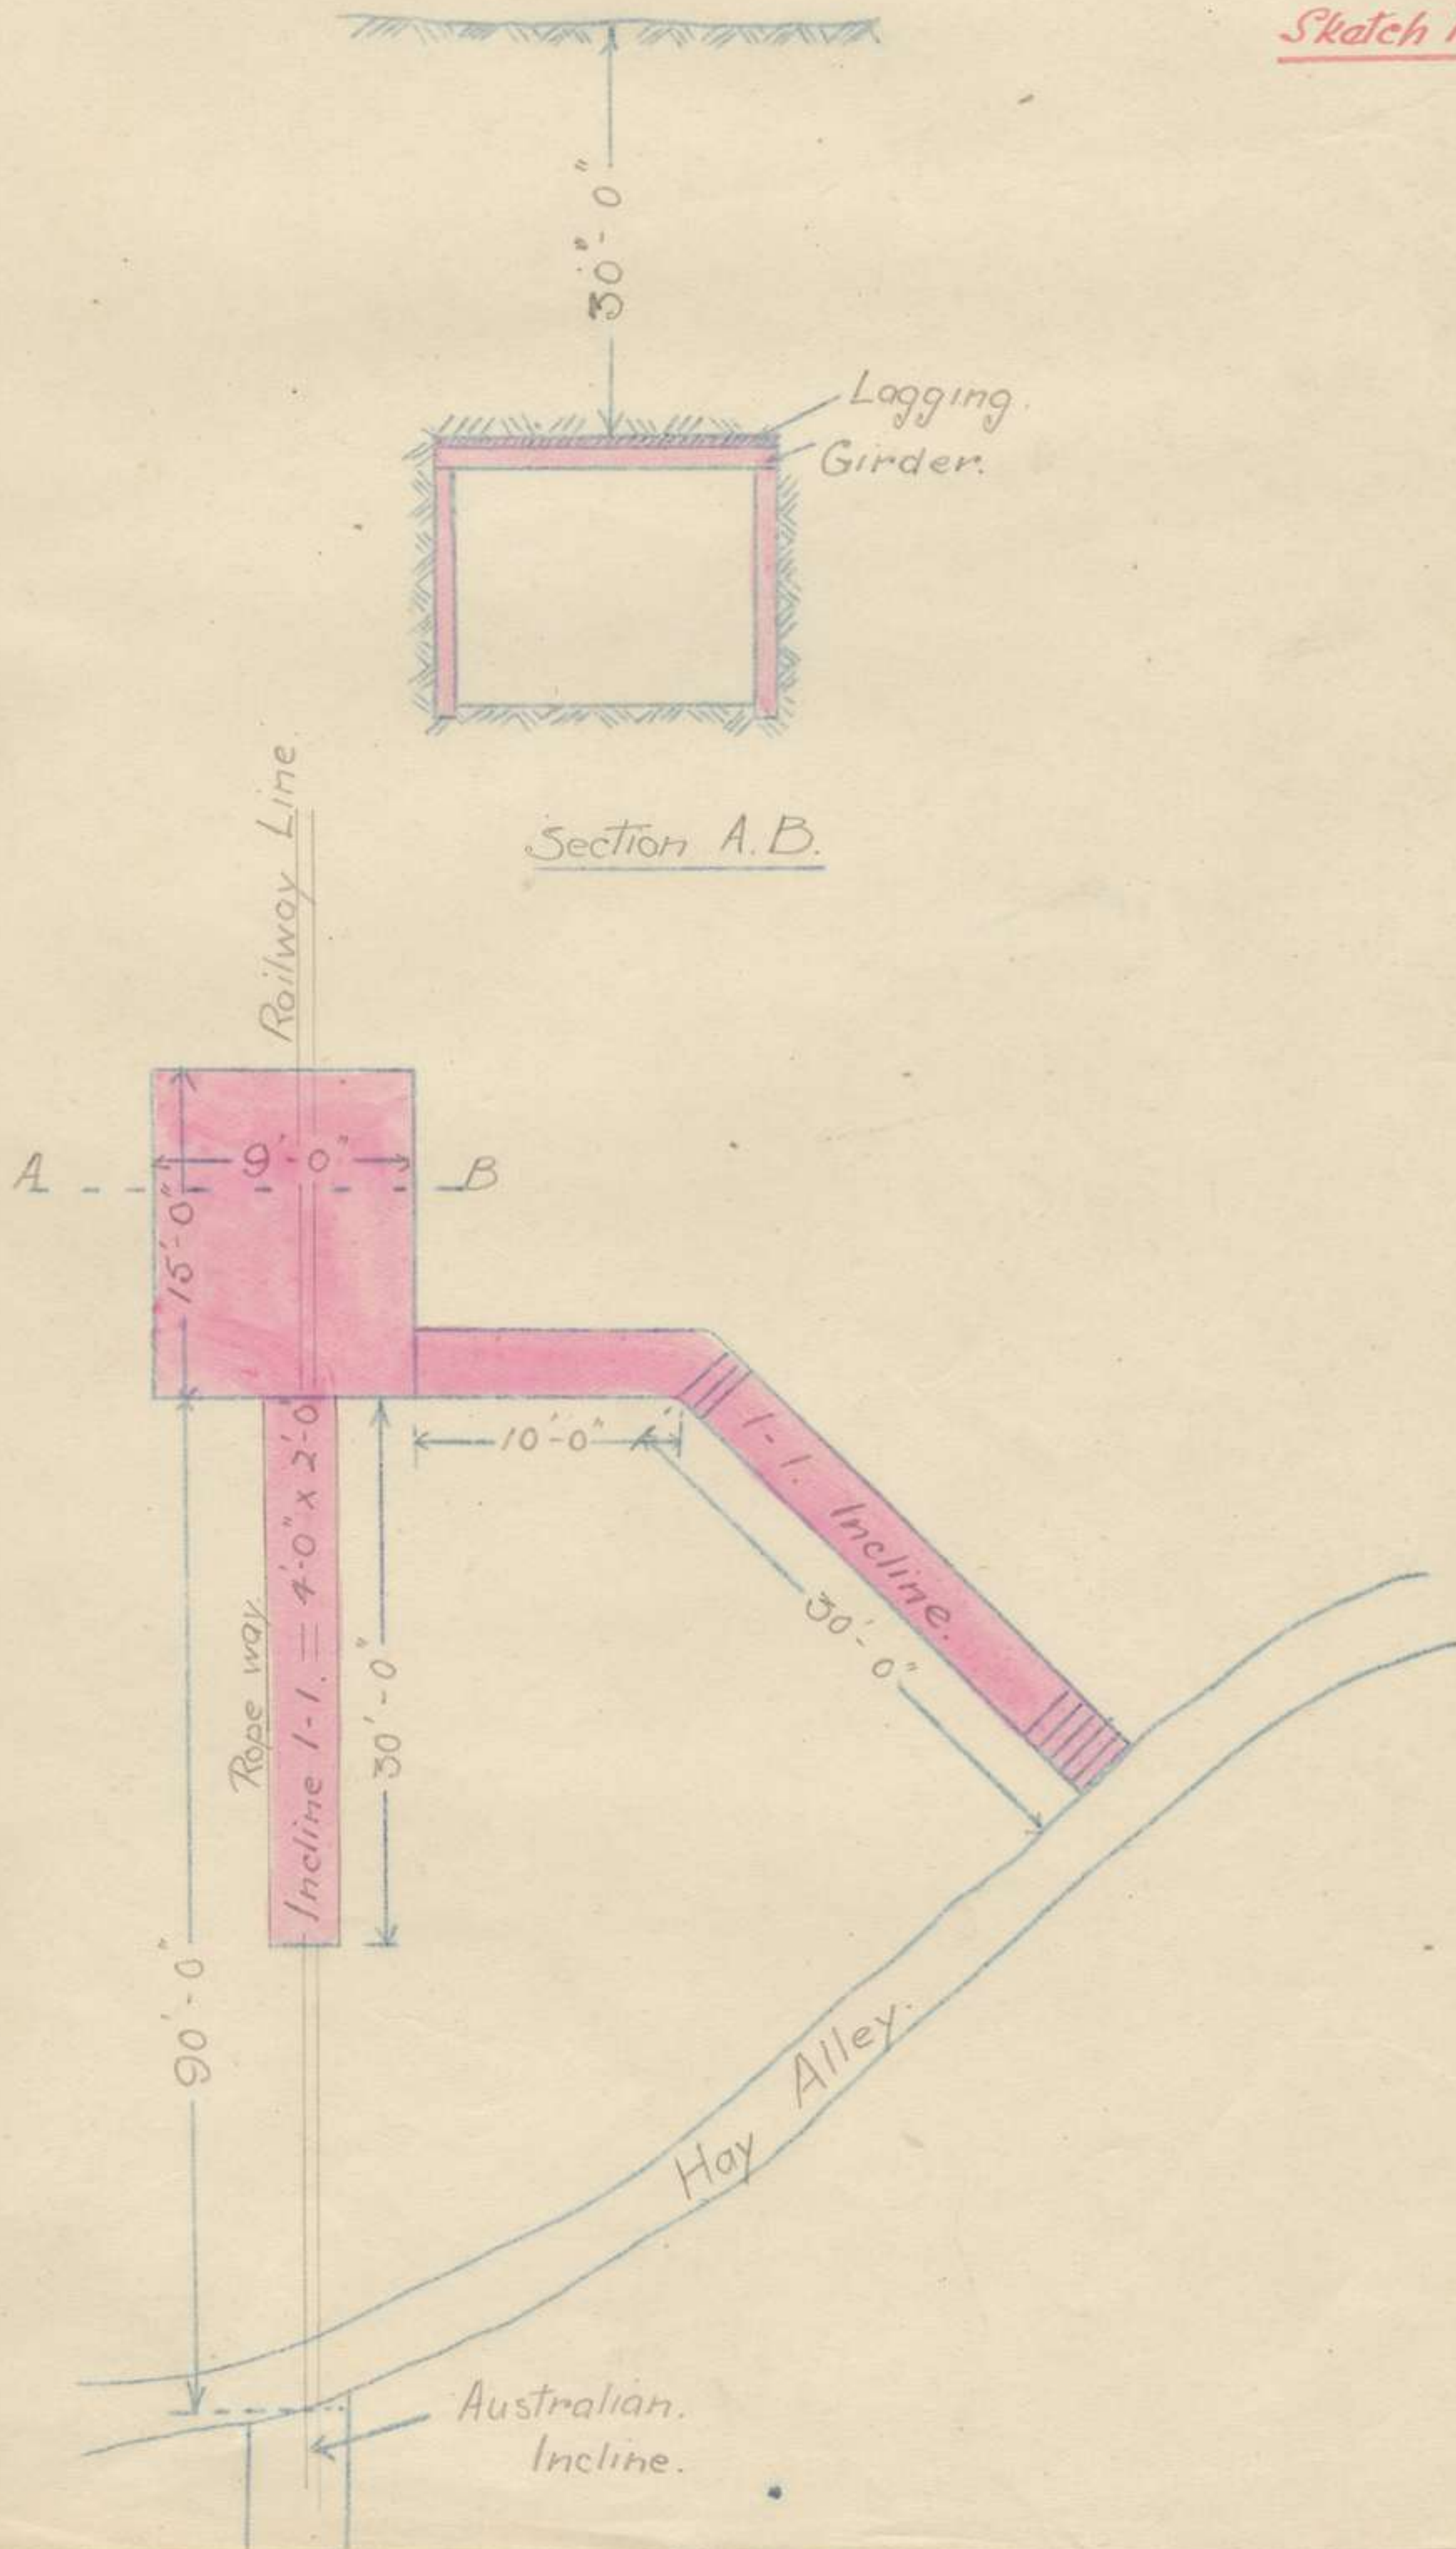 Sketch
30"-0"
Lagging.
Girder.
Section A.B.
Railway Line
A
9'-0"
B
15'-0"
10'-0"
1-1. Incline.
30'-0"
Rope way.
Incline 1-1. = 4'-0" x 2'-0"
30'-0"
90'-0"
Hay Alley.
Australian.
Incline.